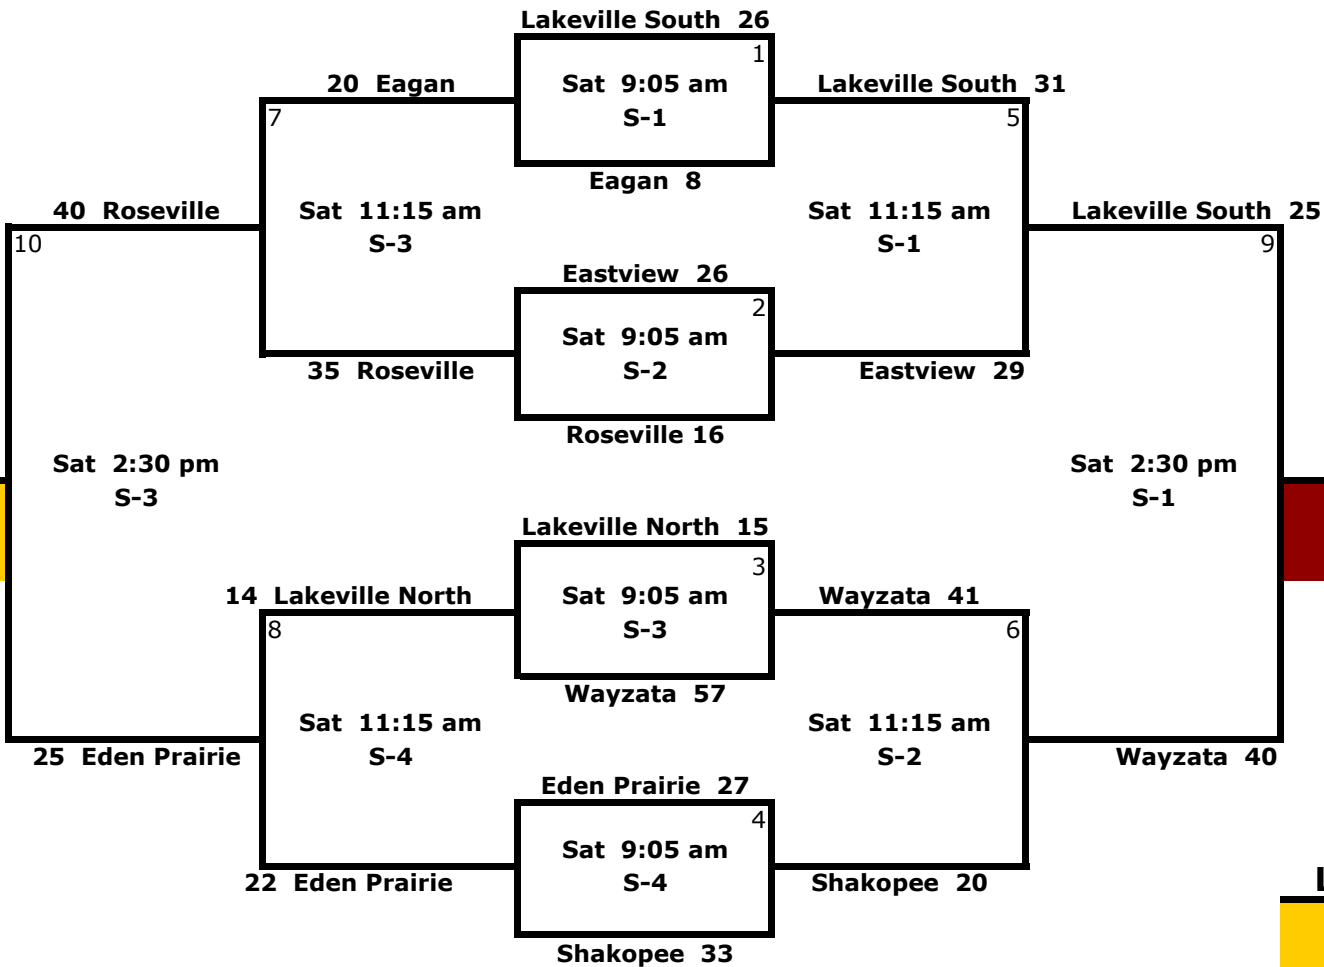 Lakeville South 26
1
20 Eagan
Sat 9:05 am
Lakeville South 31
7
S-1
5
Eagan 8
40 Roseville
Sat 11:15 am
Sat 11:15 am
Lakeville South 25
10
S-3
S-1
9
Eastview 26
2
Sat 9:05 am
35 Roseville
S-2
Eastview 29
Roseville 16
Sat 2:30 pm
Sat 2:30 pm
S-3
S-1
Lakeville North 15
3
14 Lakeville North
Sat 9:05 am
Wayzata 41
8
S-3
6
Wayzata 57
Sat 11:15 am
Sat 11:15 am
25 Eden Prairie
S-4
S-2
Wayzata 40
Eden Prairie 27
4
Sat 9:05 am
22 Eden Prairie
S-4
Shakopee 20
Shakopee 33